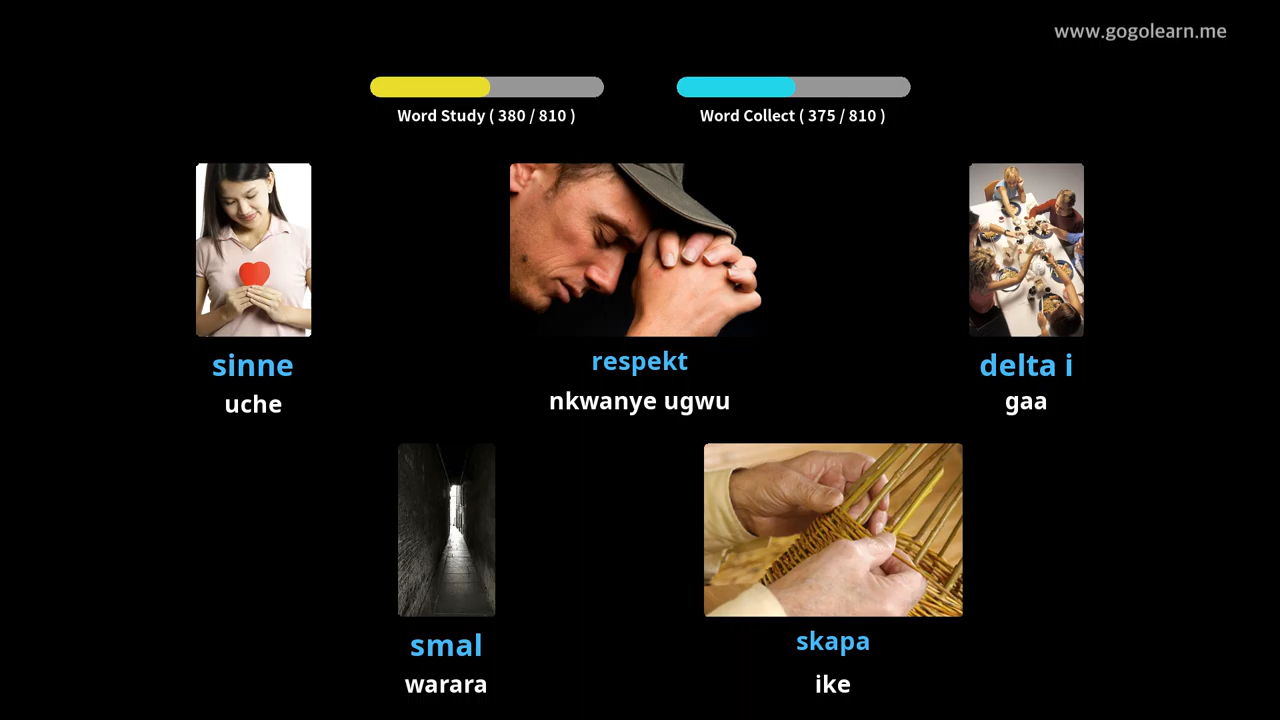 www.gogolearn.me
Word Study ( 380 / 810 )
Word Collect ( 375 / 810 )
sinne
uche
respekt
nkwanye ugwu
delta i
gaa
smal
warara
skapa
ike